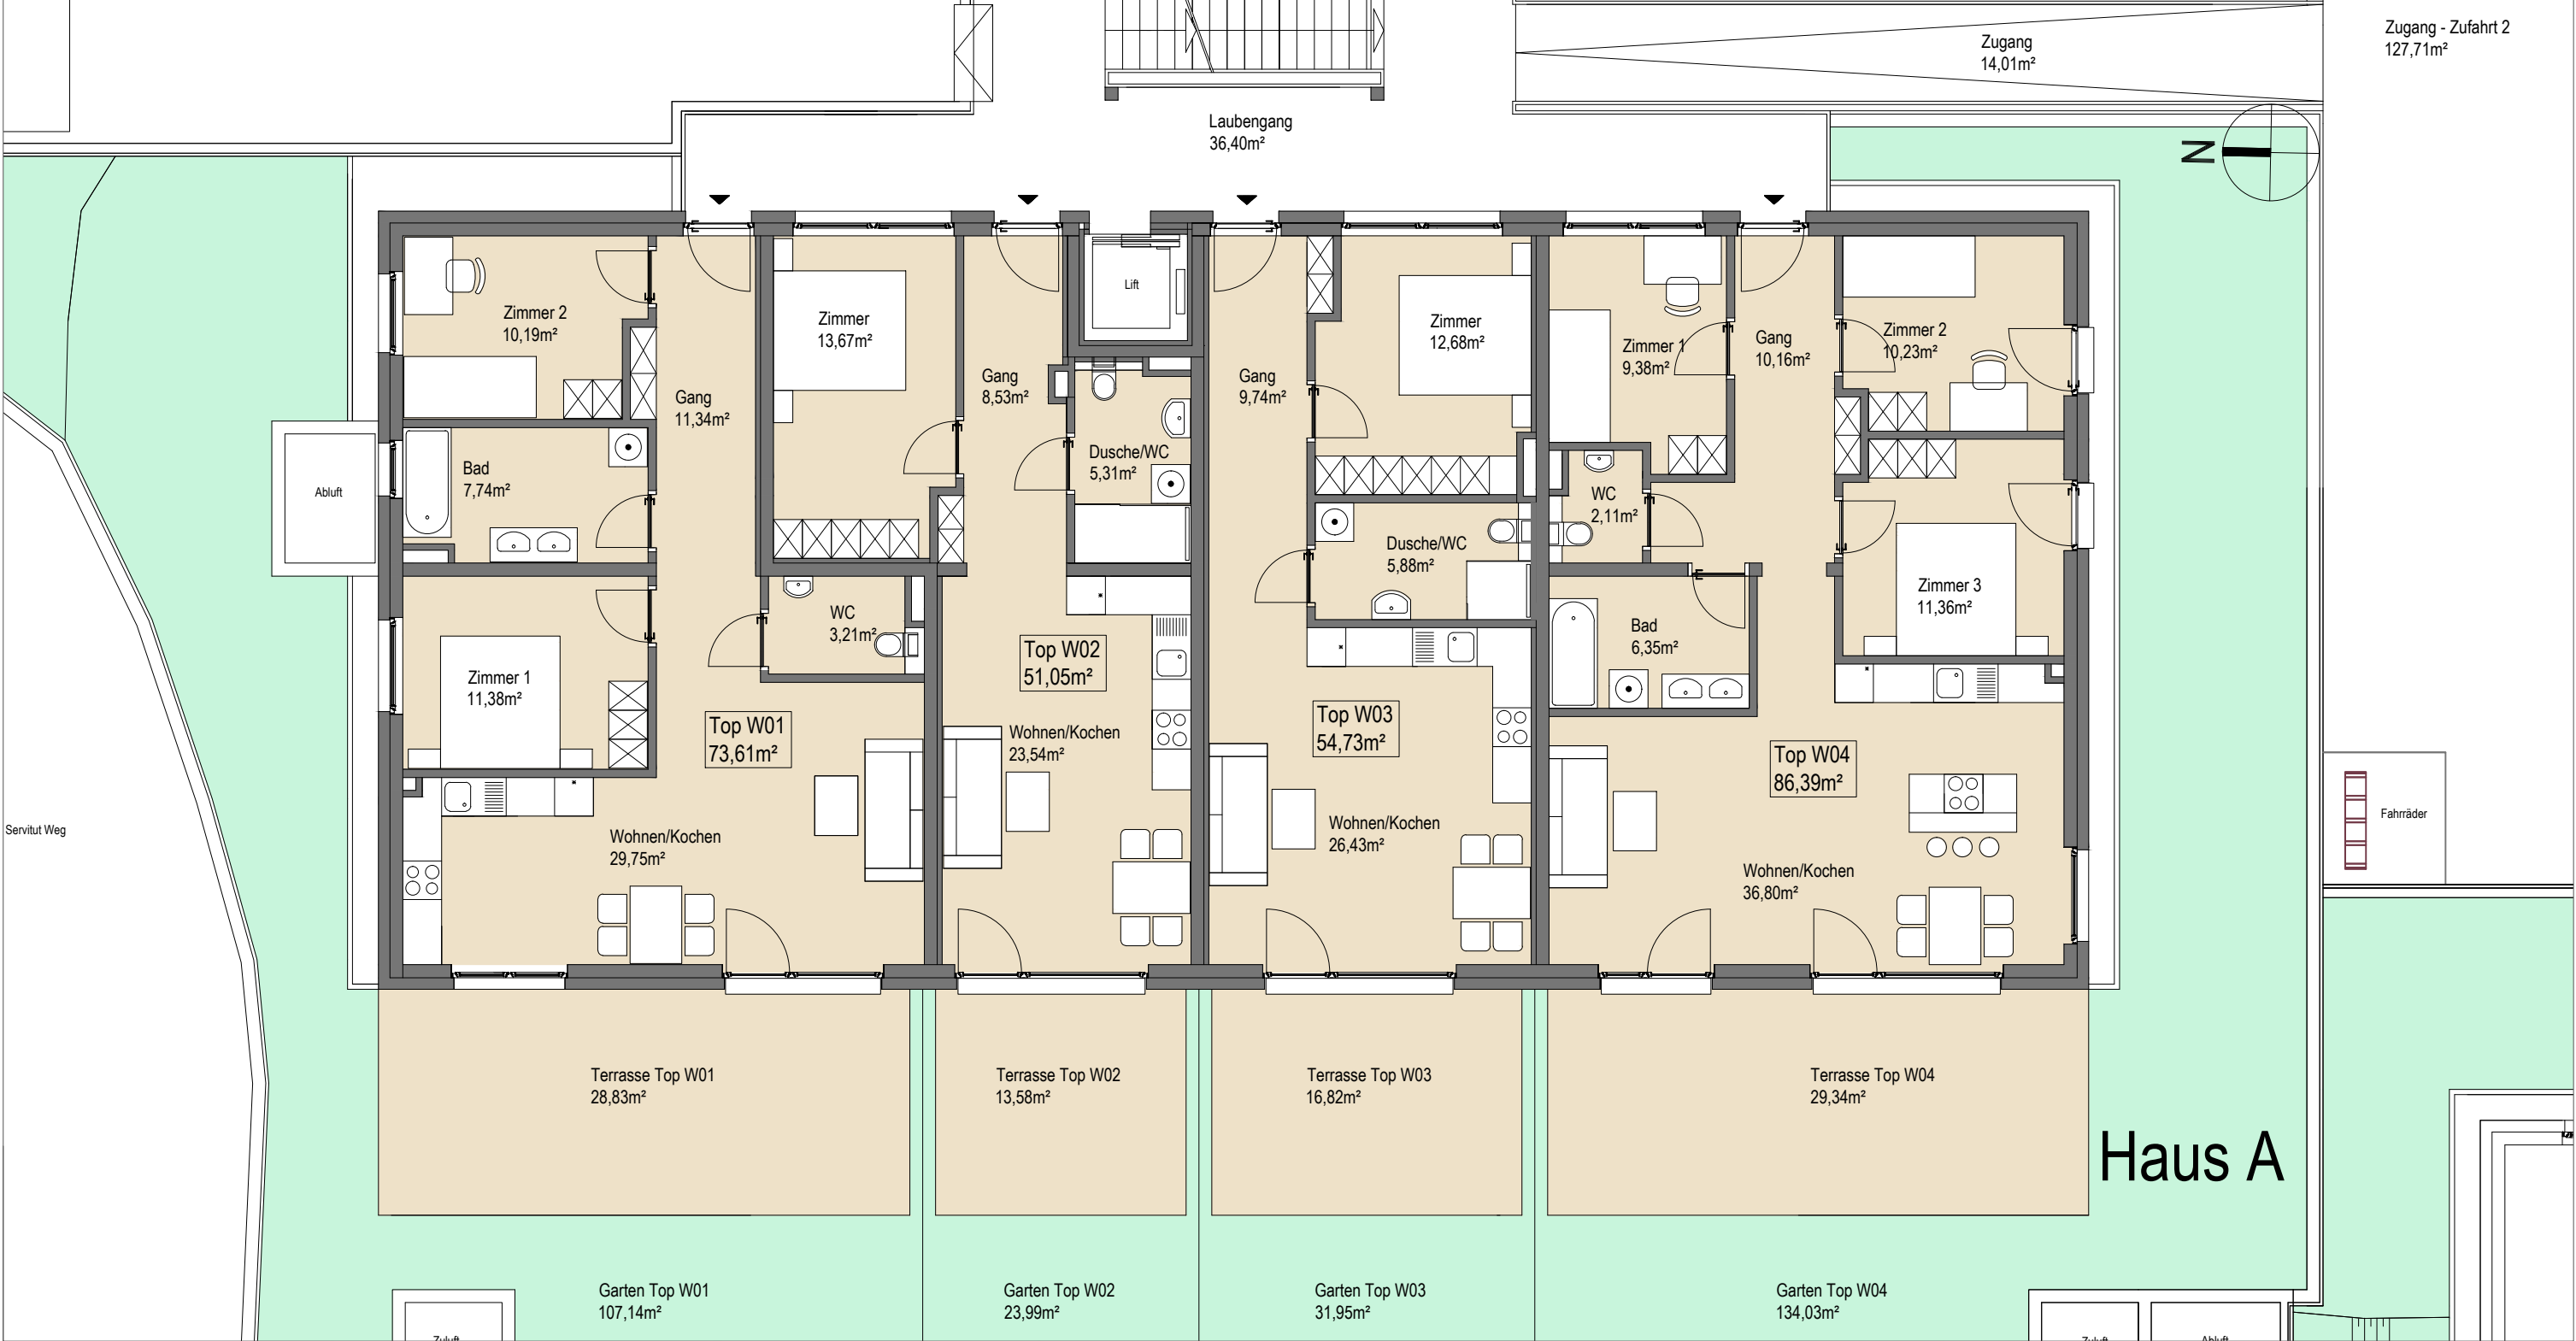 Zugang - Zufahrt 2
127,71m²
Zugang
14,01m²
Laubengang
36,40m²
N
Lift
Zimmer 2
10,19m²
Gang
11,34m²
Zimmer
13,67m²
Gang
8,53m²
Dusche/WC
5,31m²
Gang
9,74m²
Zimmer
12,68m²
Zimmer 1
9,38m²
Gang
10,16m²
Zimmer 2
10,23m²
Abluft
Bad
7,74m²
WC
2,11m²
Dusche/WC
5,88m²
Zimmer 3
11,36m²
WC
3,21m²
Bad
6,35m²
Zimmer 1
11,38m²
Top W01
73,61m²
Top W02
51,05m²
Top W03
54,73m²
Top W04
86,39m²
Wohnen/Kochen
29,75m²
Wohnen/Kochen
23,54m²
Wohnen/Kochen
26,43m²
Wohnen/Kochen
36,80m²
Servitut Weg
Fahrräder
Terrasse Top W01
28,83m²
Terrasse Top W02
13,58m²
Terrasse Top W03
16,82m²
Terrasse Top W04
29,34m²
Haus A
Garten Top W01
107,14m²
Garten Top W02
23,99m²
Garten Top W03
31,95m²
Garten Top W04
134,03m²
Zuluft
Zuluft
Abluft